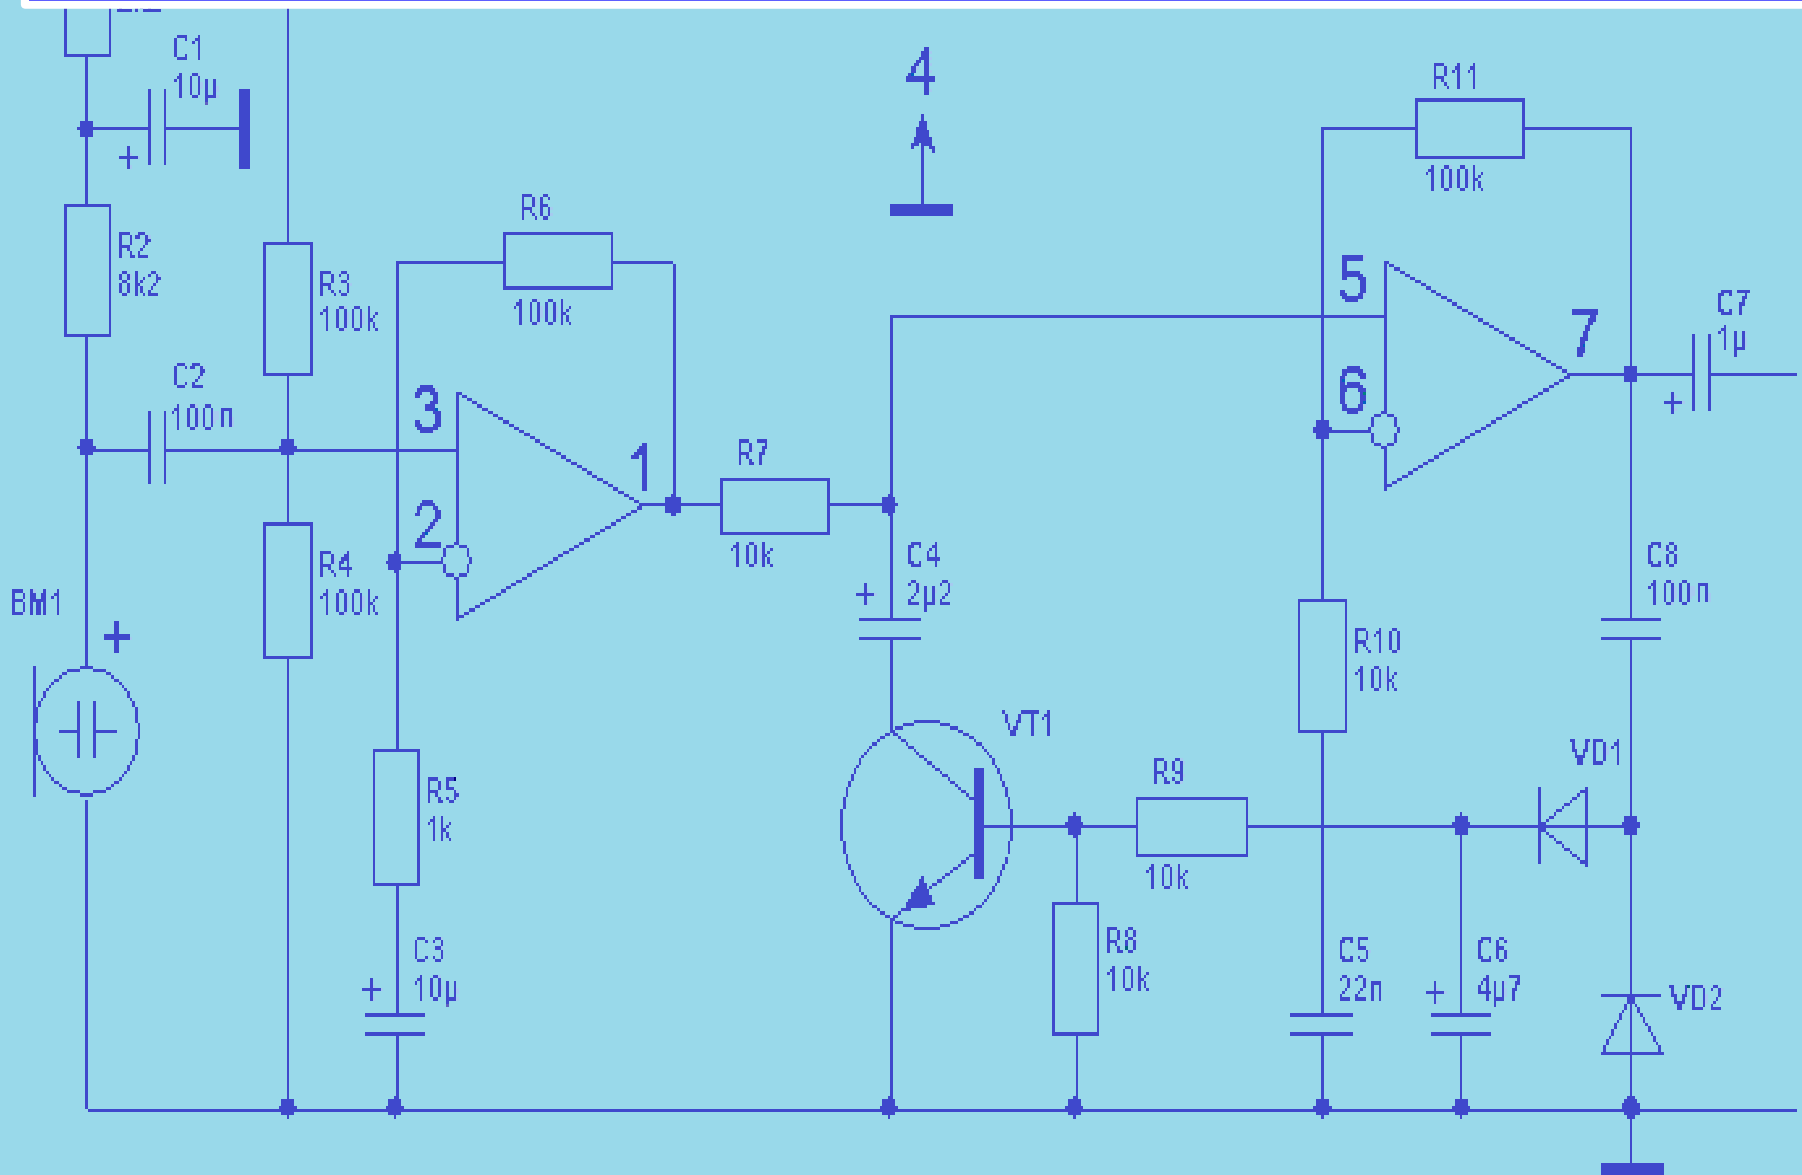 C1
10µ
4
R11
100k
R6
100k
R2
8k2
R3
100k
5
7
C7
1µ
+
C2
100n
3
6
+
1
R7
10k
2
R4
100k
C4
2µ2
+
C8
100n
BM1
+
R10
10k
VT1
VD1
R5
1k
R9
10k
C3
10µ
+
R8
10k
C5
22n
C6
4µ7
+
VD2